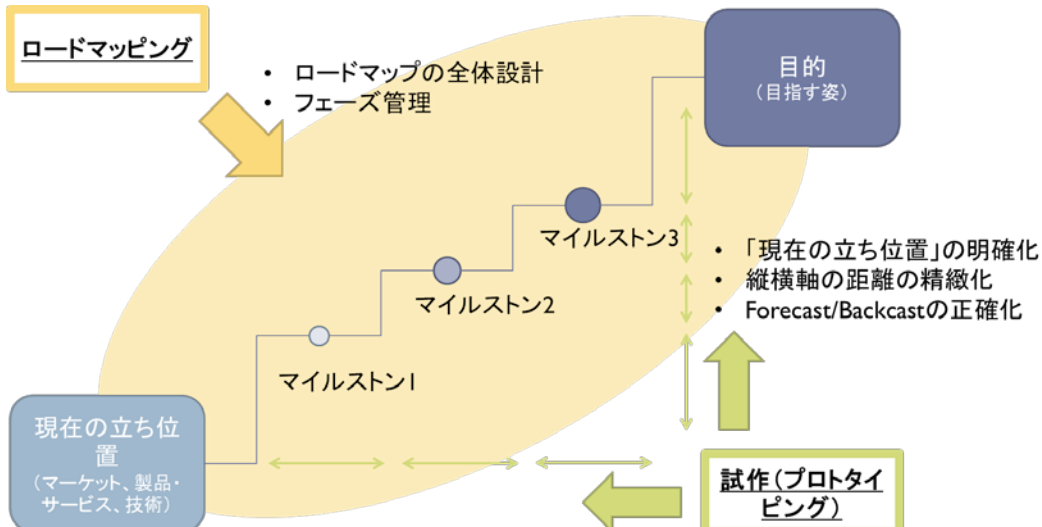 ロードマッピング
• ロードマップの全体設計
• フェーズ管理
目的
（目指す姿）
マイルストン3
マイルストン2
マイルストン1
• 「現在の立ち位置」の明確化
• 縦横軸の距離の精緻化
• Forecast/Backcastの正確化
現在の立ち位
置
（マーケット、製品・
サービス、技術）
試作（プロトタイ
ピング）